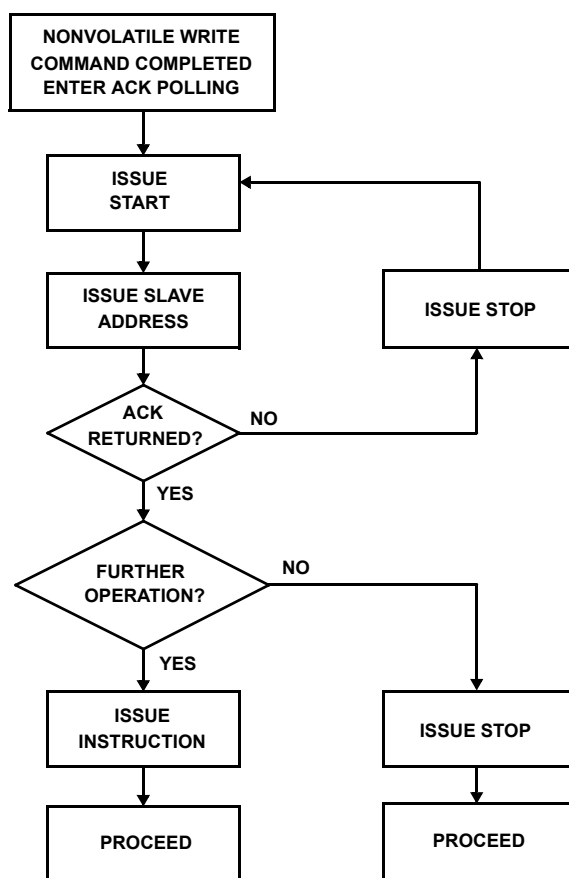 NONVOLATILE WRITE
COMMAND COMPLETED
ENTER ACK POLLING
ISSUE
START
ISSUE SLAVE
ADDRESS
ISSUE STOP
ACK
RETURNED?
NO
YES
FURTHER
OPERATION?
NO
YES
ISSUE
INSTRUCTION
ISSUE STOP
PROCEED
PROCEED